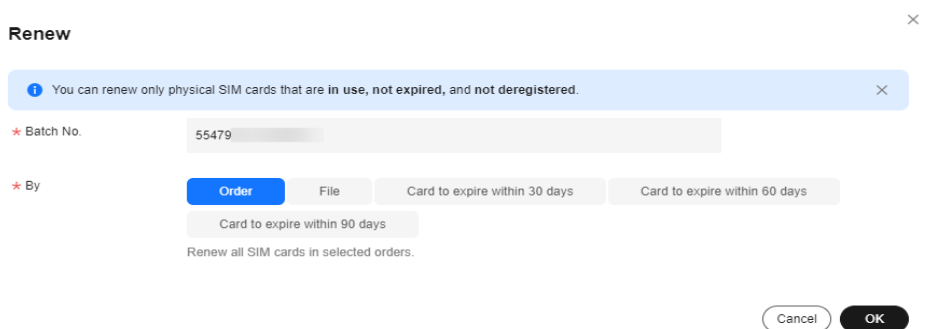 Renew
You can renew only physical SIM cards that are in use, not expired, and not deregistered.
* Batch No.
55479
* By
Order File Card to expire within 30 days Card to expire within 60 days
Card to expire within 90 days
Renew all SIM cards in selected orders.
Cancel OK